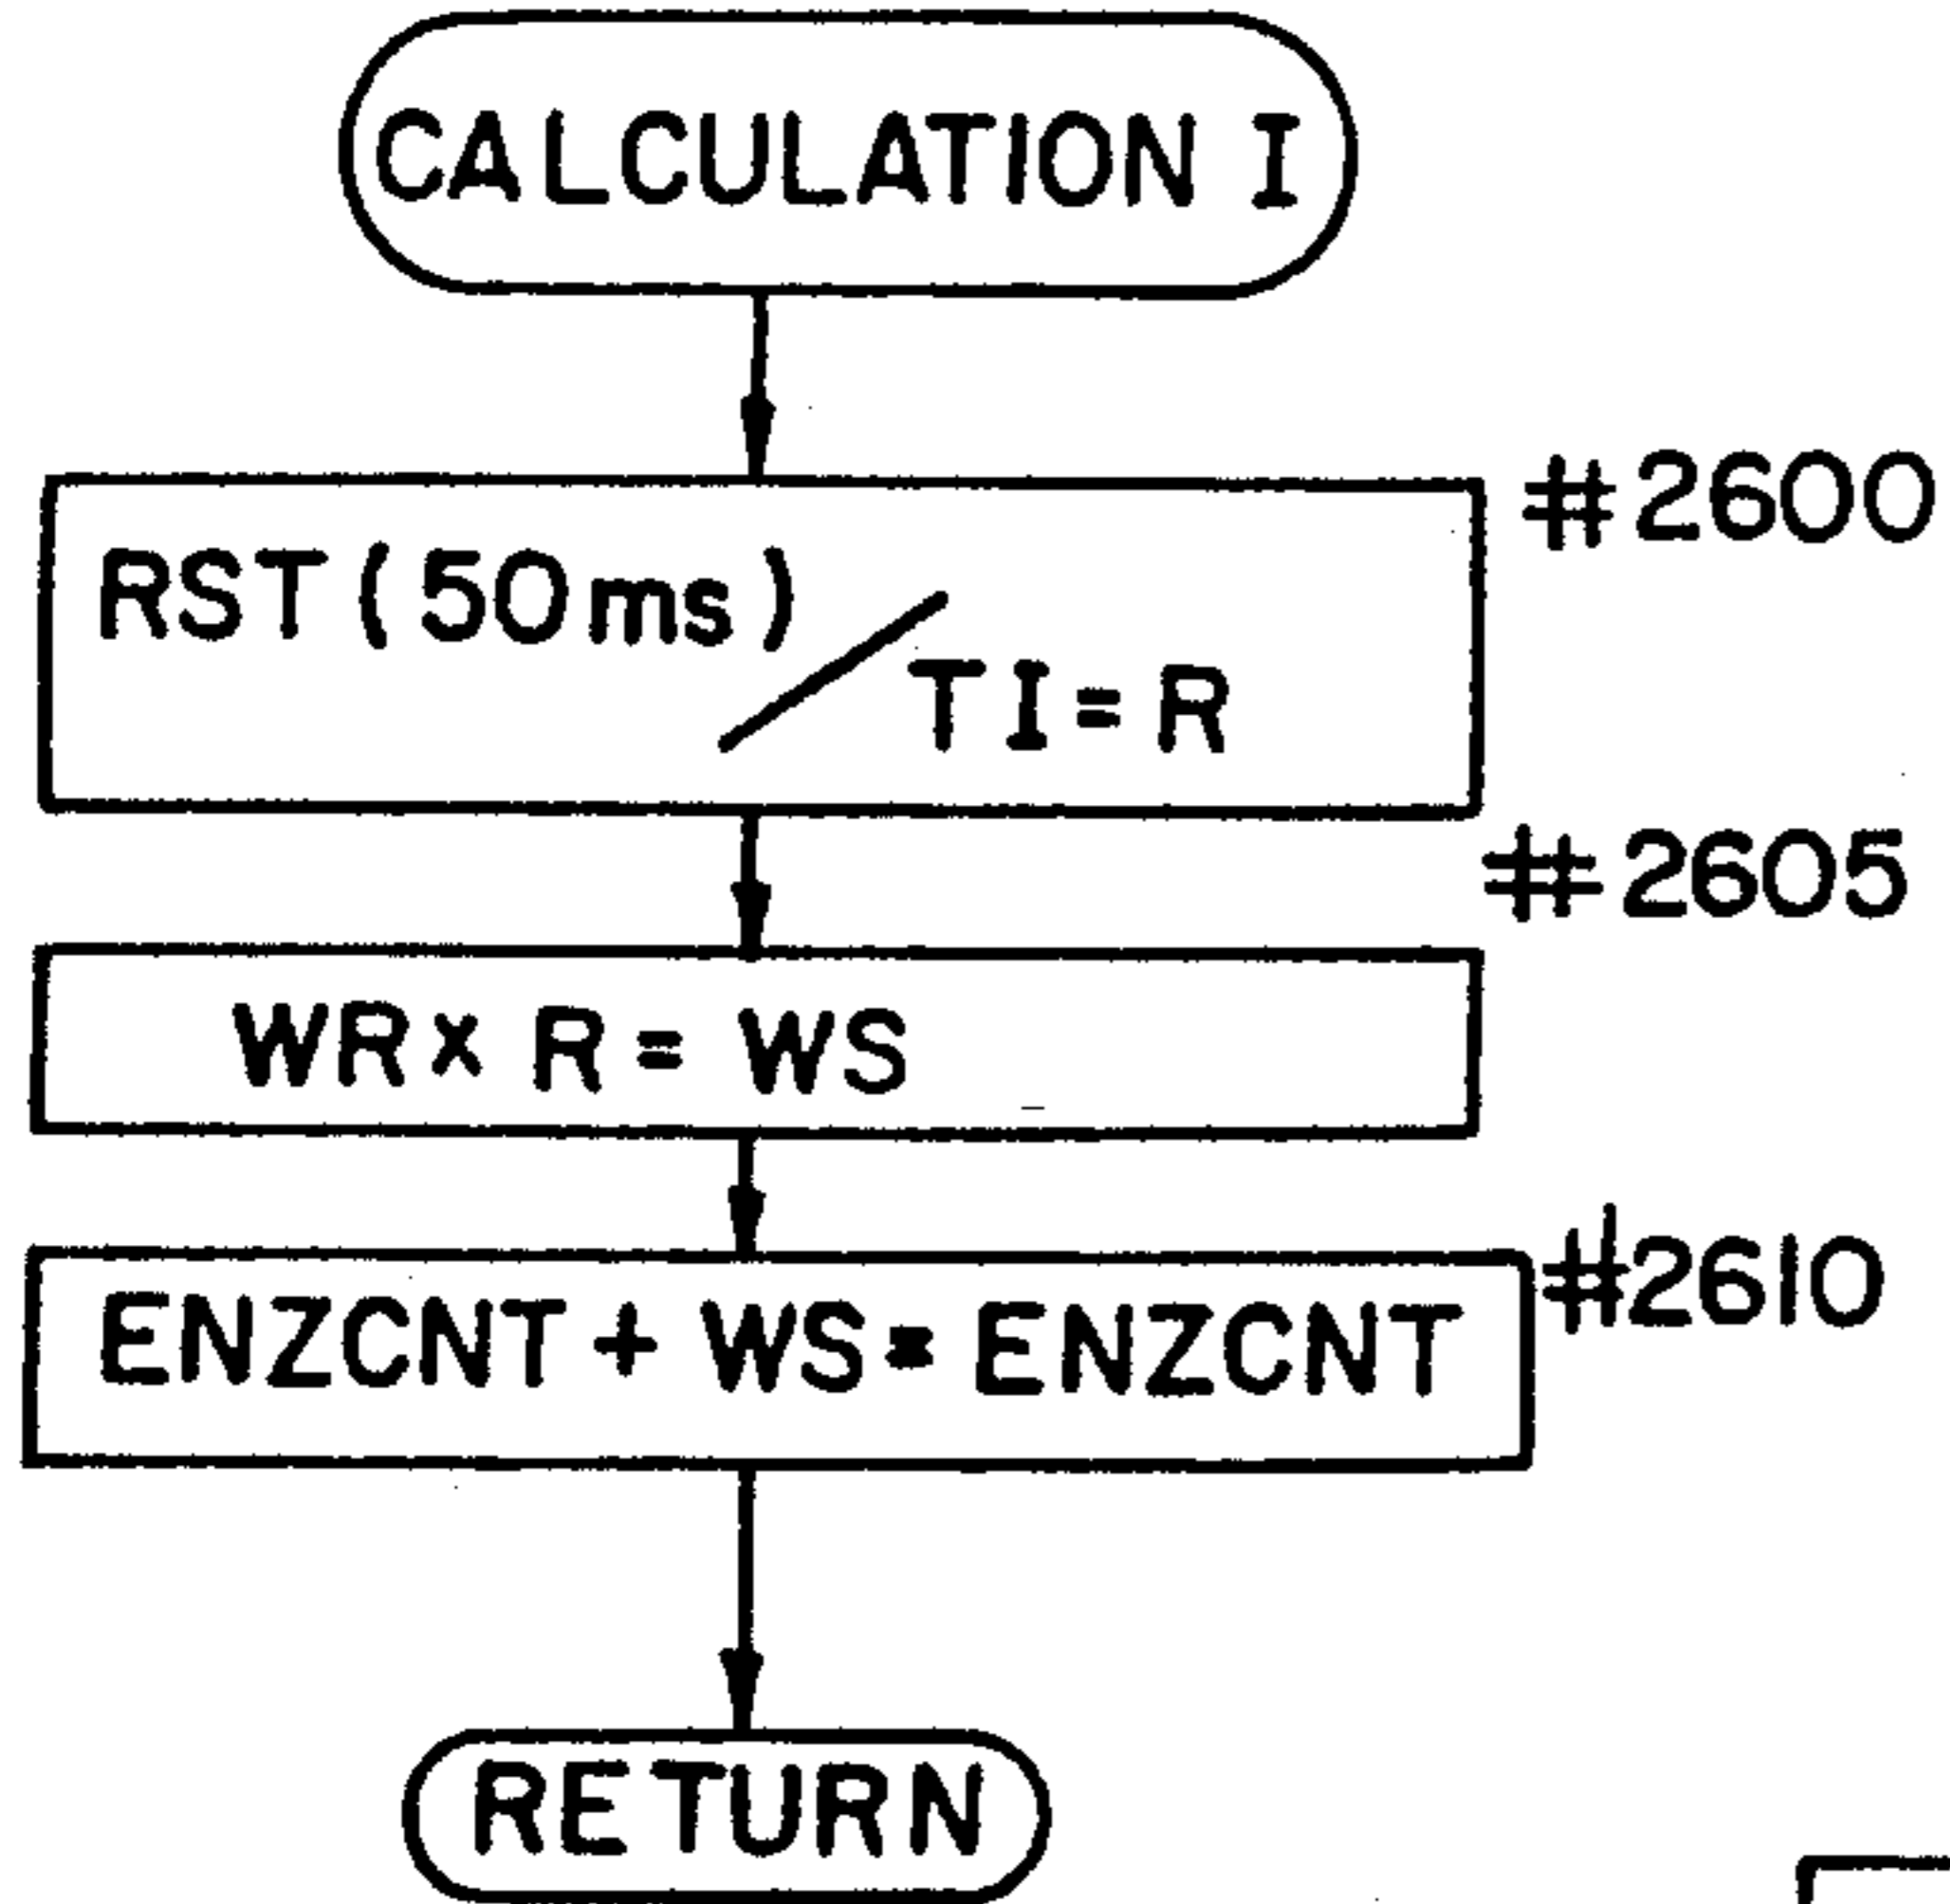 CALCULATION I
#2600
RST (50ms) / TI = R
#2605
WR x R = WS
#2610
ENZCNT + WS = ENZCNT
RETURN